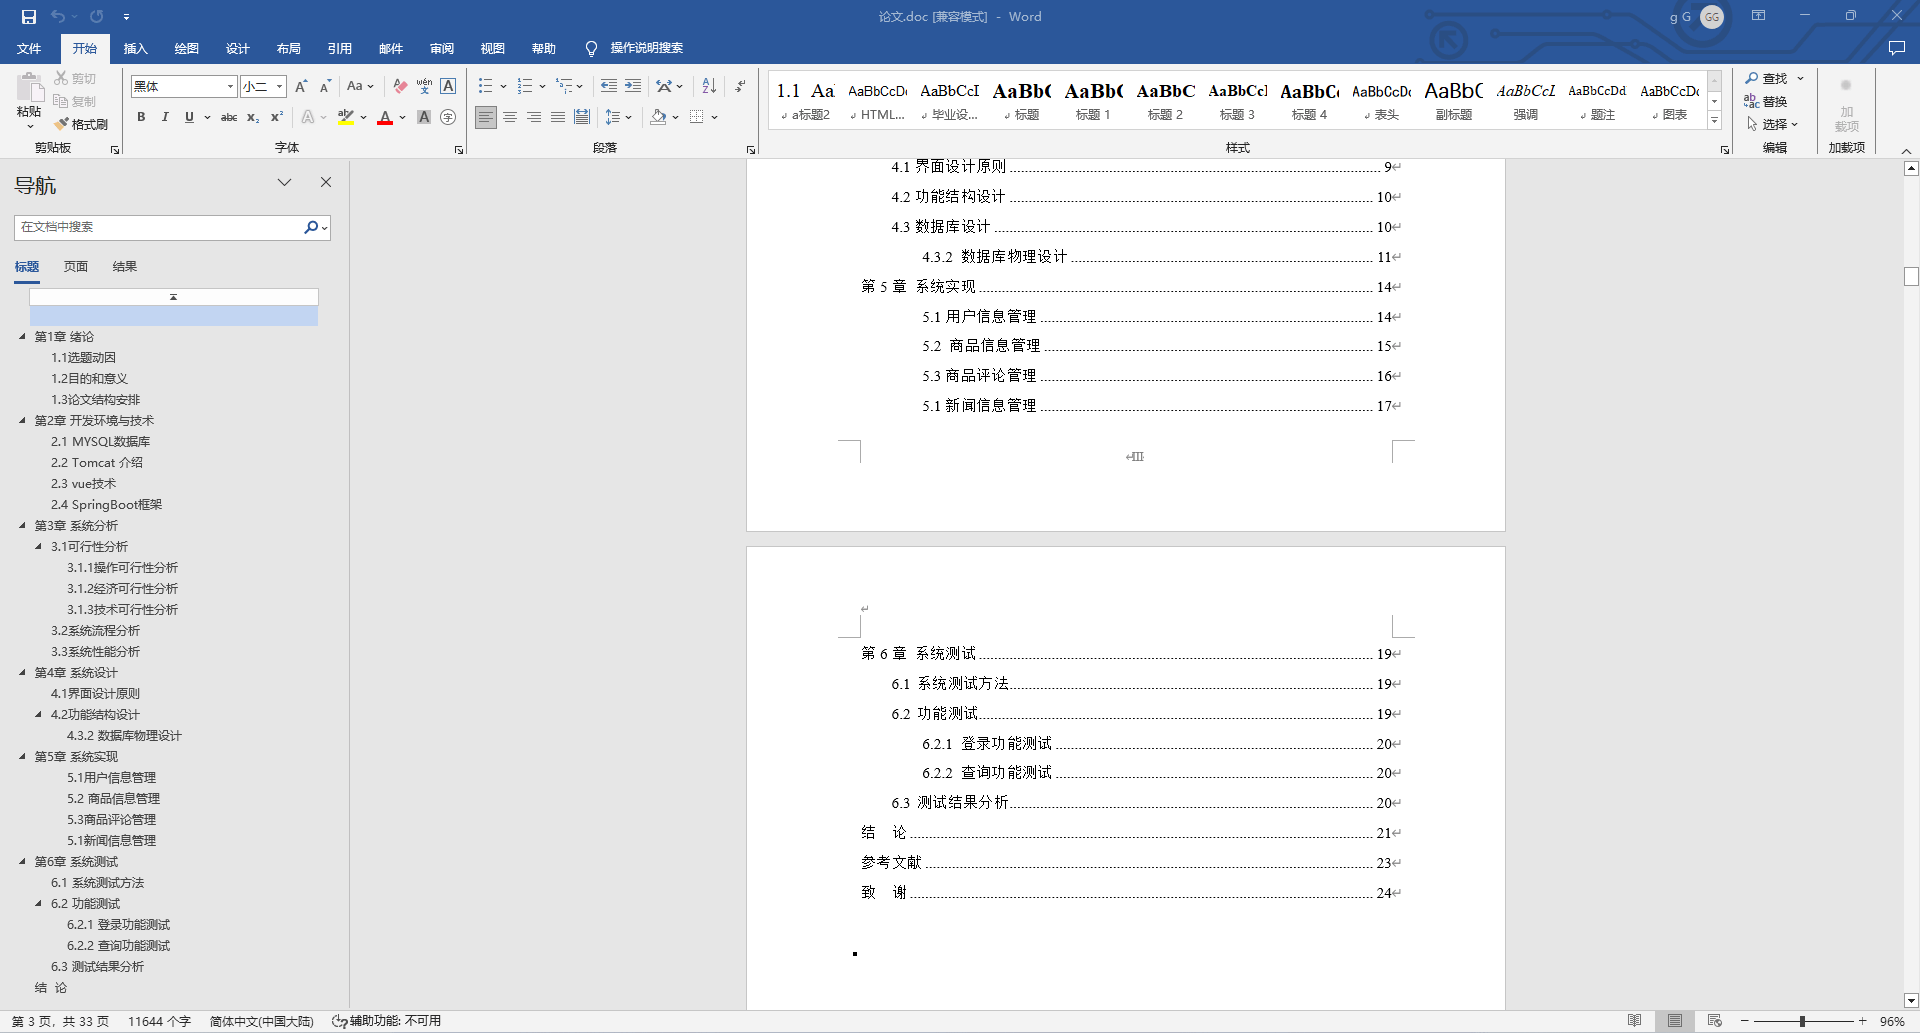 论文.doc [兼容模式] - Word
g G GG
文件 开始 插入 绘图 设计 布局 引用 邮件 审阅 视图 帮助 操作说明搜索
粘贴 剪切 复制 格式刷
剪贴板
黑体 小二
Aa wén 文 A
B I U abc x₂ x² A aby A A 字
字体
段落
1.1 Aa AaBbCcD AaBbCcI AaBb( AaBb( AaBbC AaBbCcI AaBbC AaBbCcDc AaBbC AaBbCcL AaBbCcDd AaBbCcDc
a标题2 HTML... 毕业设... 标题 标题 1 标题 2 标题 3 标题 4 表头 副标题 强调 题注 图表
样式
查找
替换
选择
编辑
加载项
加载项
导航
在文档中搜索
标题 页面 结果
第1章 绪论
1.1选题动因
1.2目的和意义
1.3论文结构安排
第2章 开发环境与技术
2.1 MYSQL数据库
2.2 Tomcat 介绍
2.3 vue技术
2.4 SpringBoot框架
第3章 系统分析
3.1可行性分析
3.1.1操作可行性分析
3.1.2经济可行性分析
3.1.3技术可行性分析
3.2系统流程分析
3.3系统性能分析
第4章 系统设计
4.1界面设计原则
4.2功能结构设计
4.3.2 数据库物理设计
第5章 系统实现
5.1用户信息管理
5.2 商品信息管理
5.3商品评论管理
5.1新闻信息管理
第6章 系统测试
6.1 系统测试方法
6.2 功能测试
6.2.1 登录功能测试
6.2.2 查询功能测试
6.3 测试结果分析
结 论
4.1 界面设计原则 9
4.2 功能结构设计 10
4.3 数据库设计 10
4.3.2 数据库物理设计 11
第 5 章 系统实现 14
5.1 用户信息管理 14
5.2 商品信息管理 15
5.3 商品评论管理 16
5.1 新闻信息管理 17
III
第 6 章 系统测试 19
6.1 系统测试方法 19
6.2 功能测试 19
6.2.1 登录功能测试 20
6.2.2 查询功能测试 20
6.3 测试结果分析 20
结 论 21
参考文献 23
致 谢 24
第 3 页，共 33 页 11644 个字 简体中文(中国大陆) 辅助功能: 不可用 96%